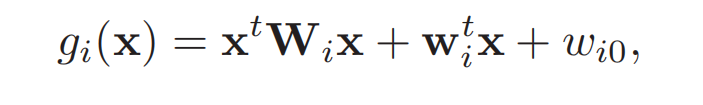 gᵢ(𝐱) = 𝐱ᵗ𝐖ᵢ𝐱 + 𝐰ᵢᵗ𝐱 + wᵢ₀,